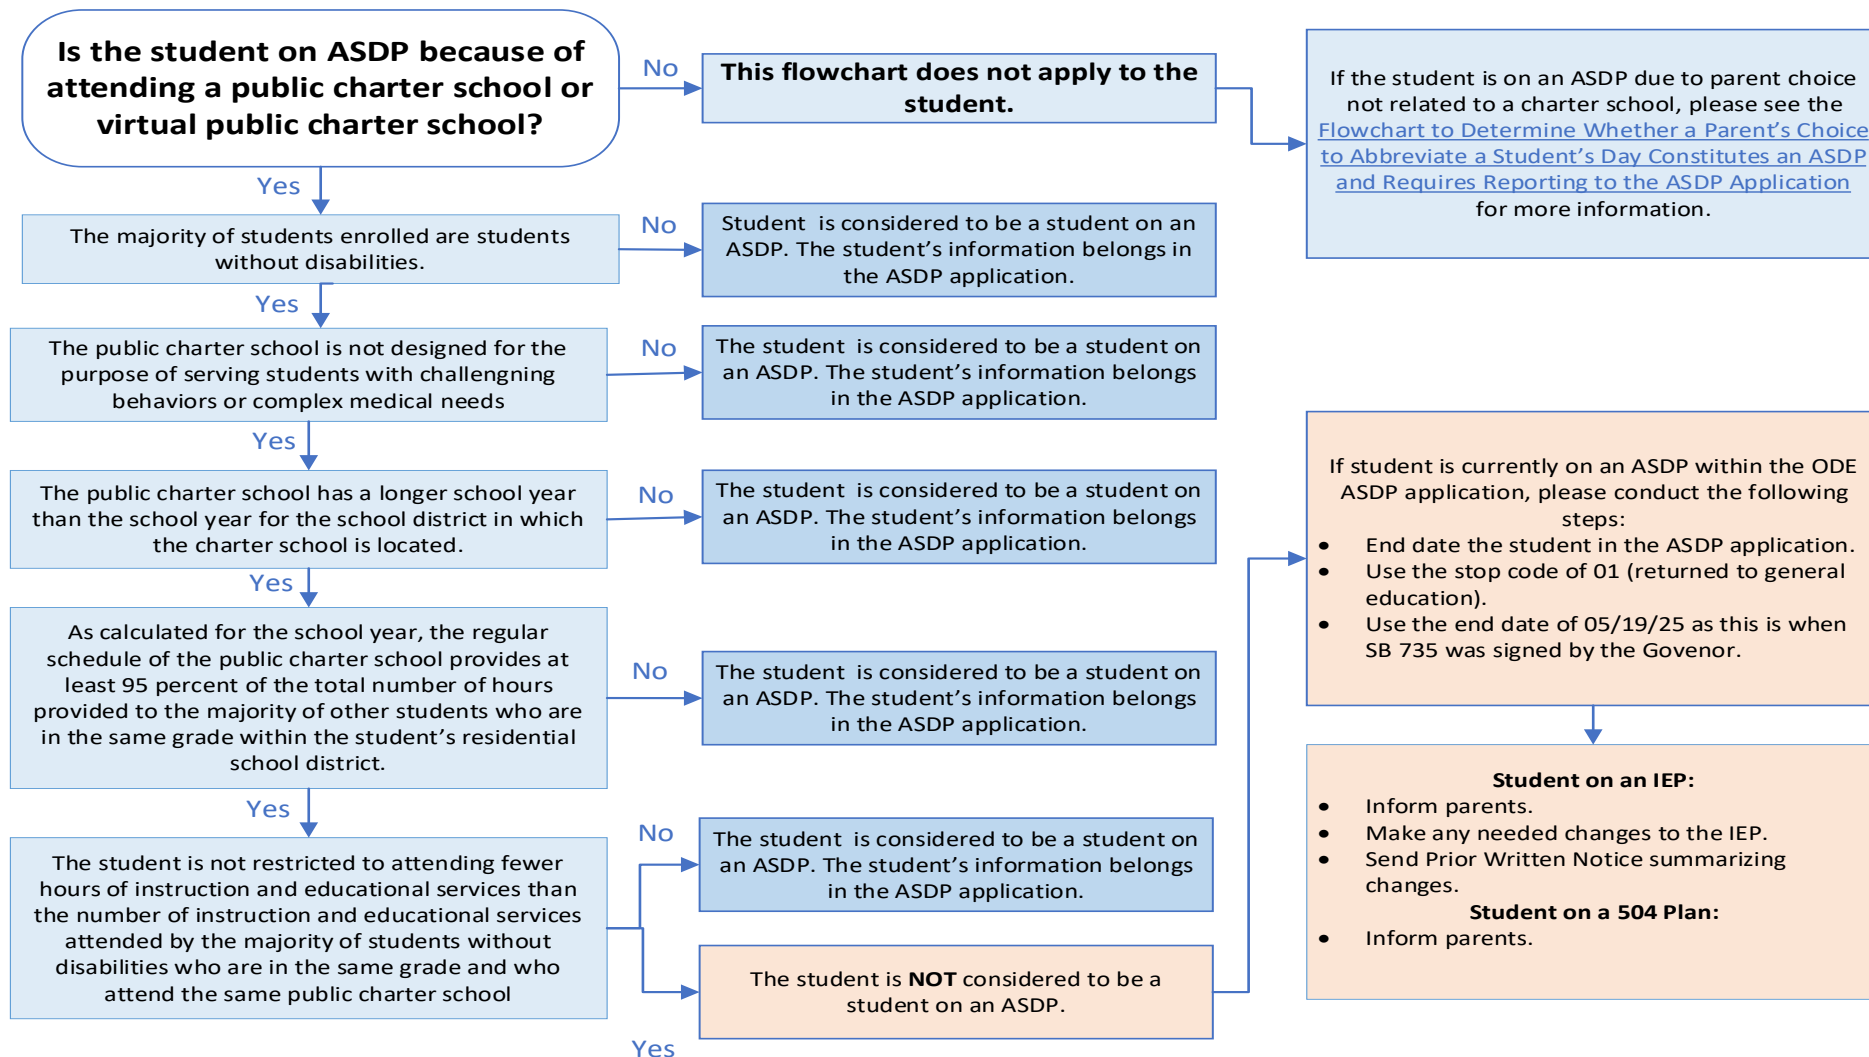 Is the student on ASDP because of
attending a public charter school or
virtual public charter school?
No
This flowchart does not apply to the
student.
If the student is on an ASDP due to parent choice
not related to a charter school, please see the
Flowchart to Determine Whether a Parent’s Choice
to Abbreviate a Student’s Day Constitutes an ASDP
and Requires Reporting to the ASDP Application
for more information.
Yes
The majority of students enrolled are students
without disabilities.
No
Student is considered to be a student on an
ASDP. The student’s information belongs in
the ASDP application.
Yes
The public charter school is not designed for the
purpose of serving students with challengning
behaviors or complex medical needs
No
The student is considered to be a student on
an ASDP. The student’s information belongs
in the ASDP application.
Yes
The public charter school has a longer school year
than the school year for the school district in which
the charter school is located.
No
The student is considered to be a student on
an ASDP. The student’s information belongs
in the ASDP application.
Yes
As calculated for the school year, the regular
schedule of the public charter school provides at
least 95 percent of the total number of hours
provided to the majority of other students who are
in the same grade within the student’s residential
school district.
No
The student is considered to be a student on
an ASDP. The student’s information belongs
in the ASDP application.
Yes
The student is not restricted to attending fewer
hours of instruction and educational services than
the number of instruction and educational services
attended by the majority of students without
disabilities who are in the same grade and who
attend the same public charter school
No
The student is considered to be a student on
an ASDP. The student’s information belongs
in the ASDP application.
Yes
The student is NOT considered to be a
student on an ASDP.
If student is currently on an ASDP within the ODE
ASDP application, please conduct the following
steps:
• End date the student in the ASDP application.
• Use the stop code of 01 (returned to general
education).
• Use the end date of 05/19/25 as this is when
SB 735 was signed by the Govenor.
Student on an IEP:
• Inform parents.
• Make any needed changes to the IEP.
• Send Prior Written Notice summarizing
changes.
Student on a 504 Plan:
• Inform parents.